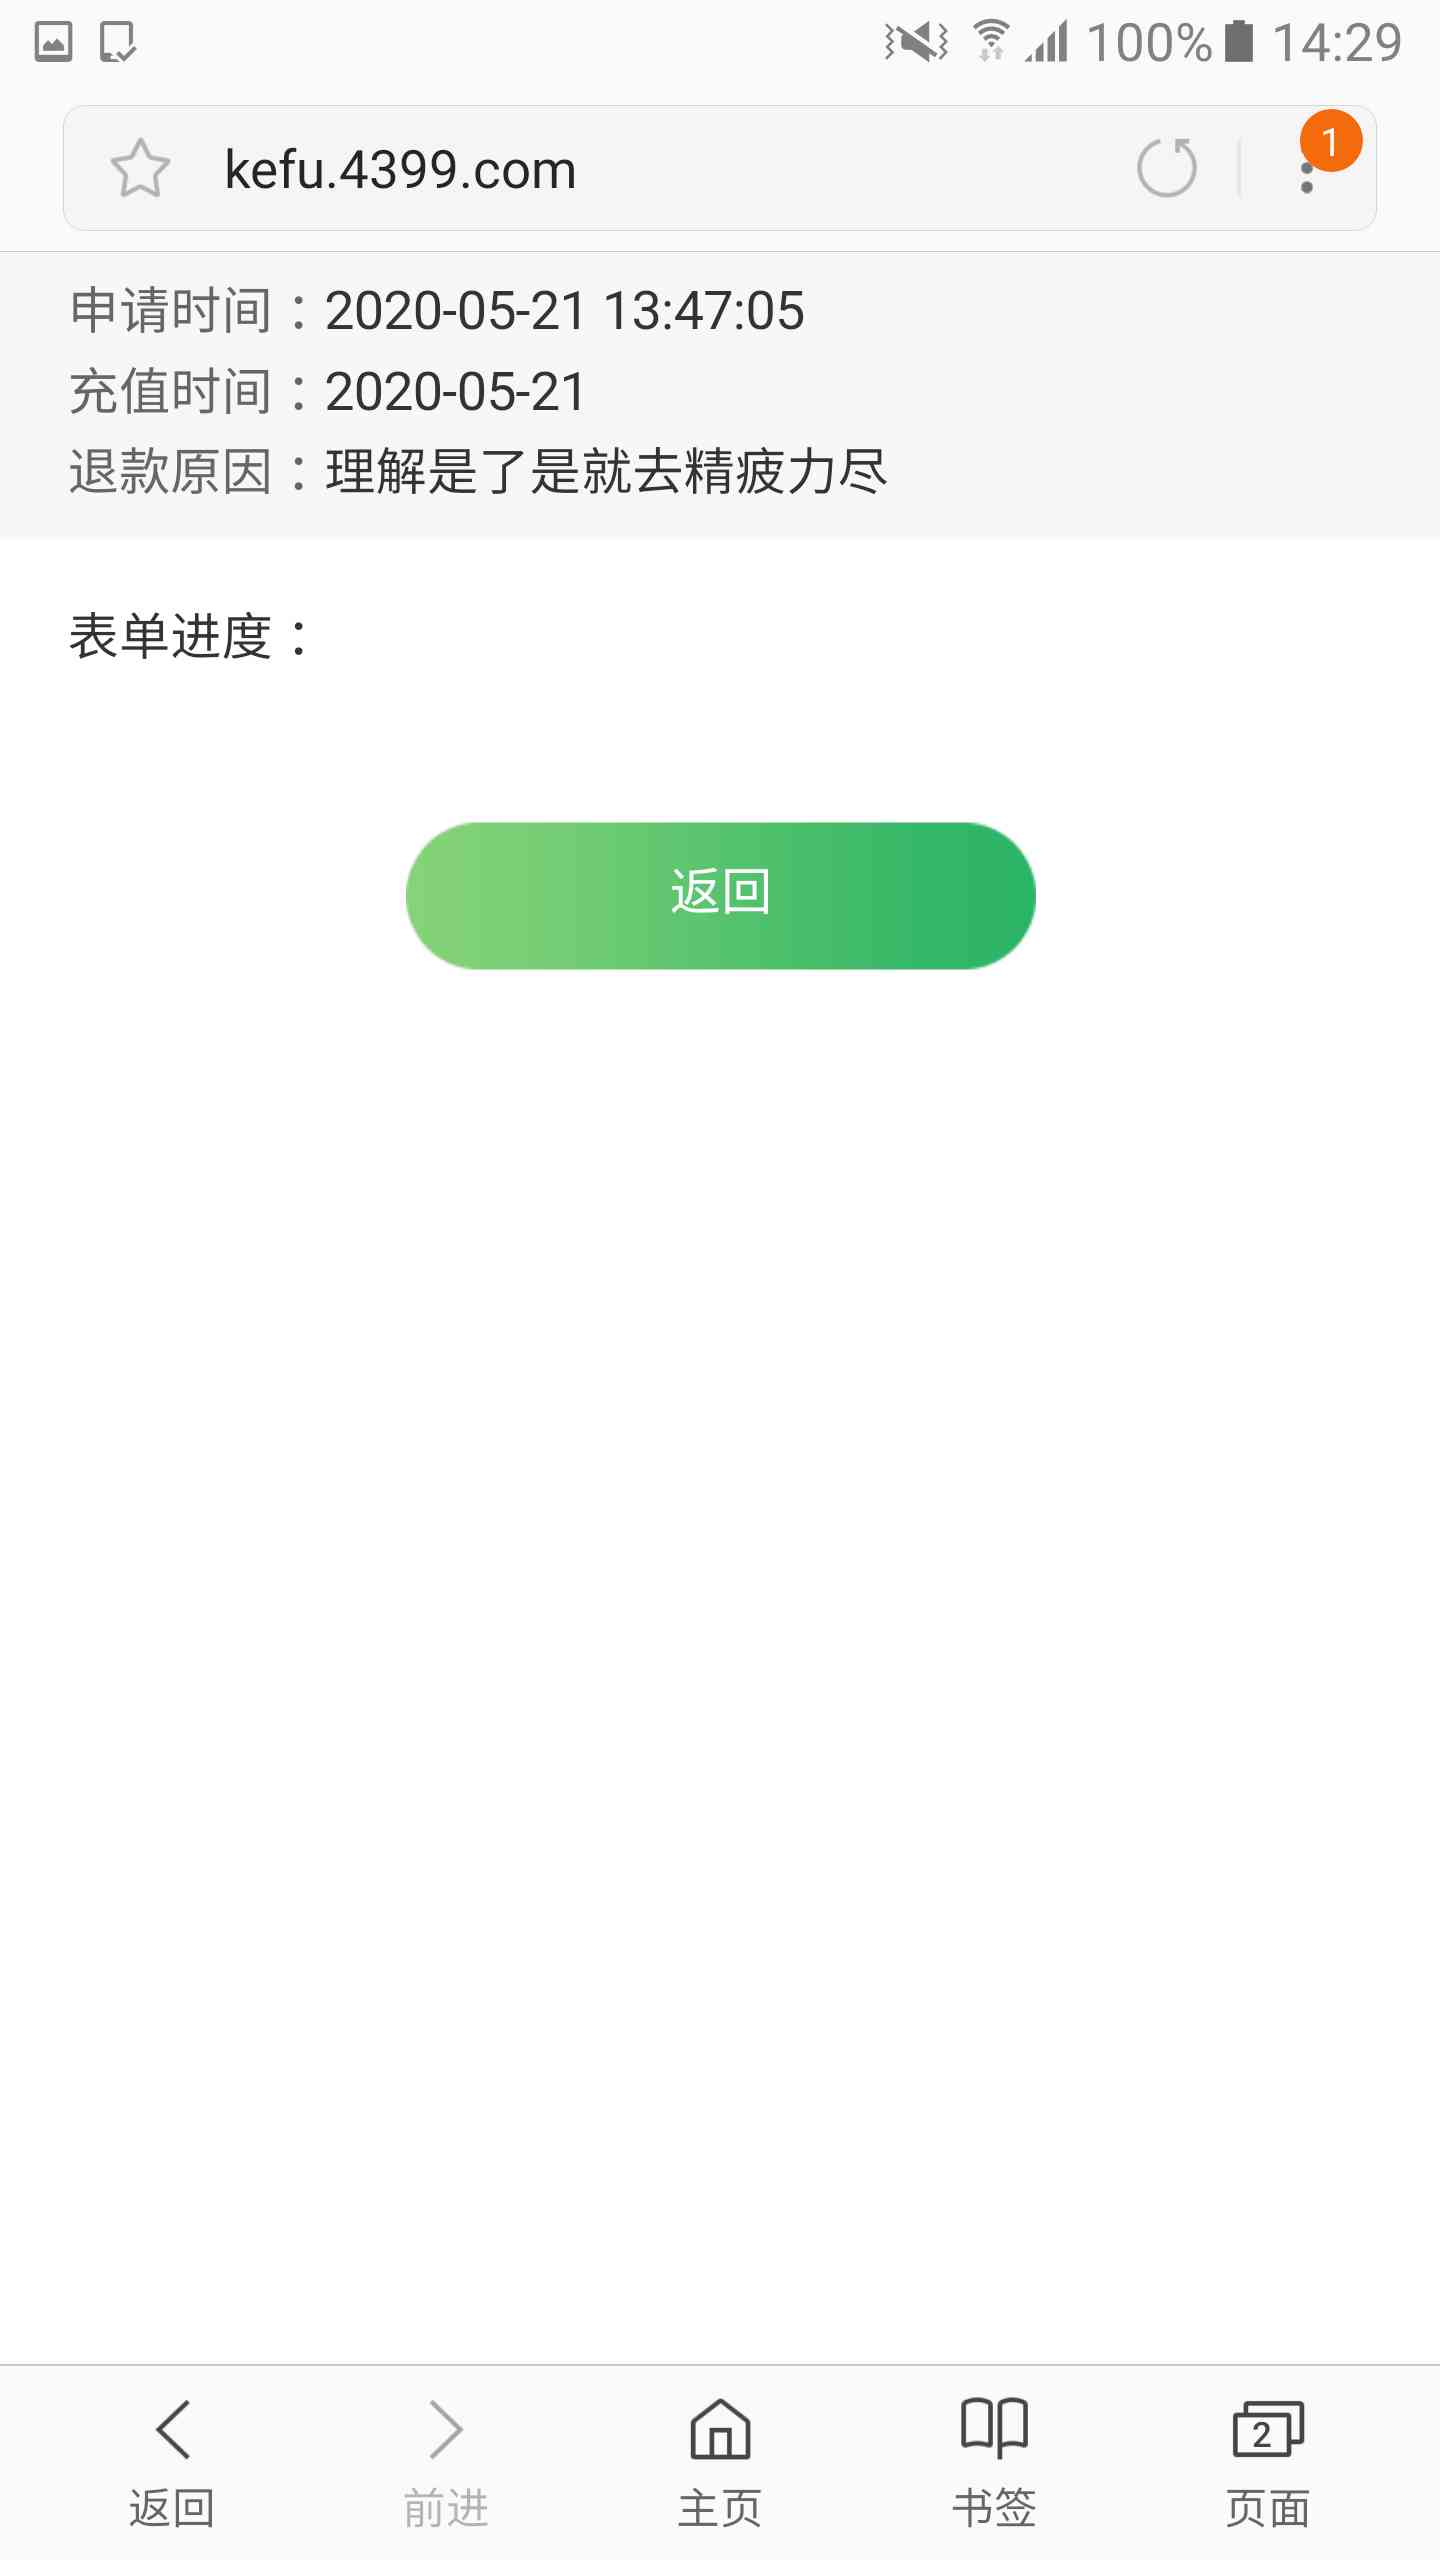 100% 14:29
kefu.4399.com
1
申请时间：2020-05-21 13:47:05
充值时间：2020-05-21
退款原因：理解是了是就去精疲力尽
表单进度：
返回
2
返回 前进 主页 书签 页面